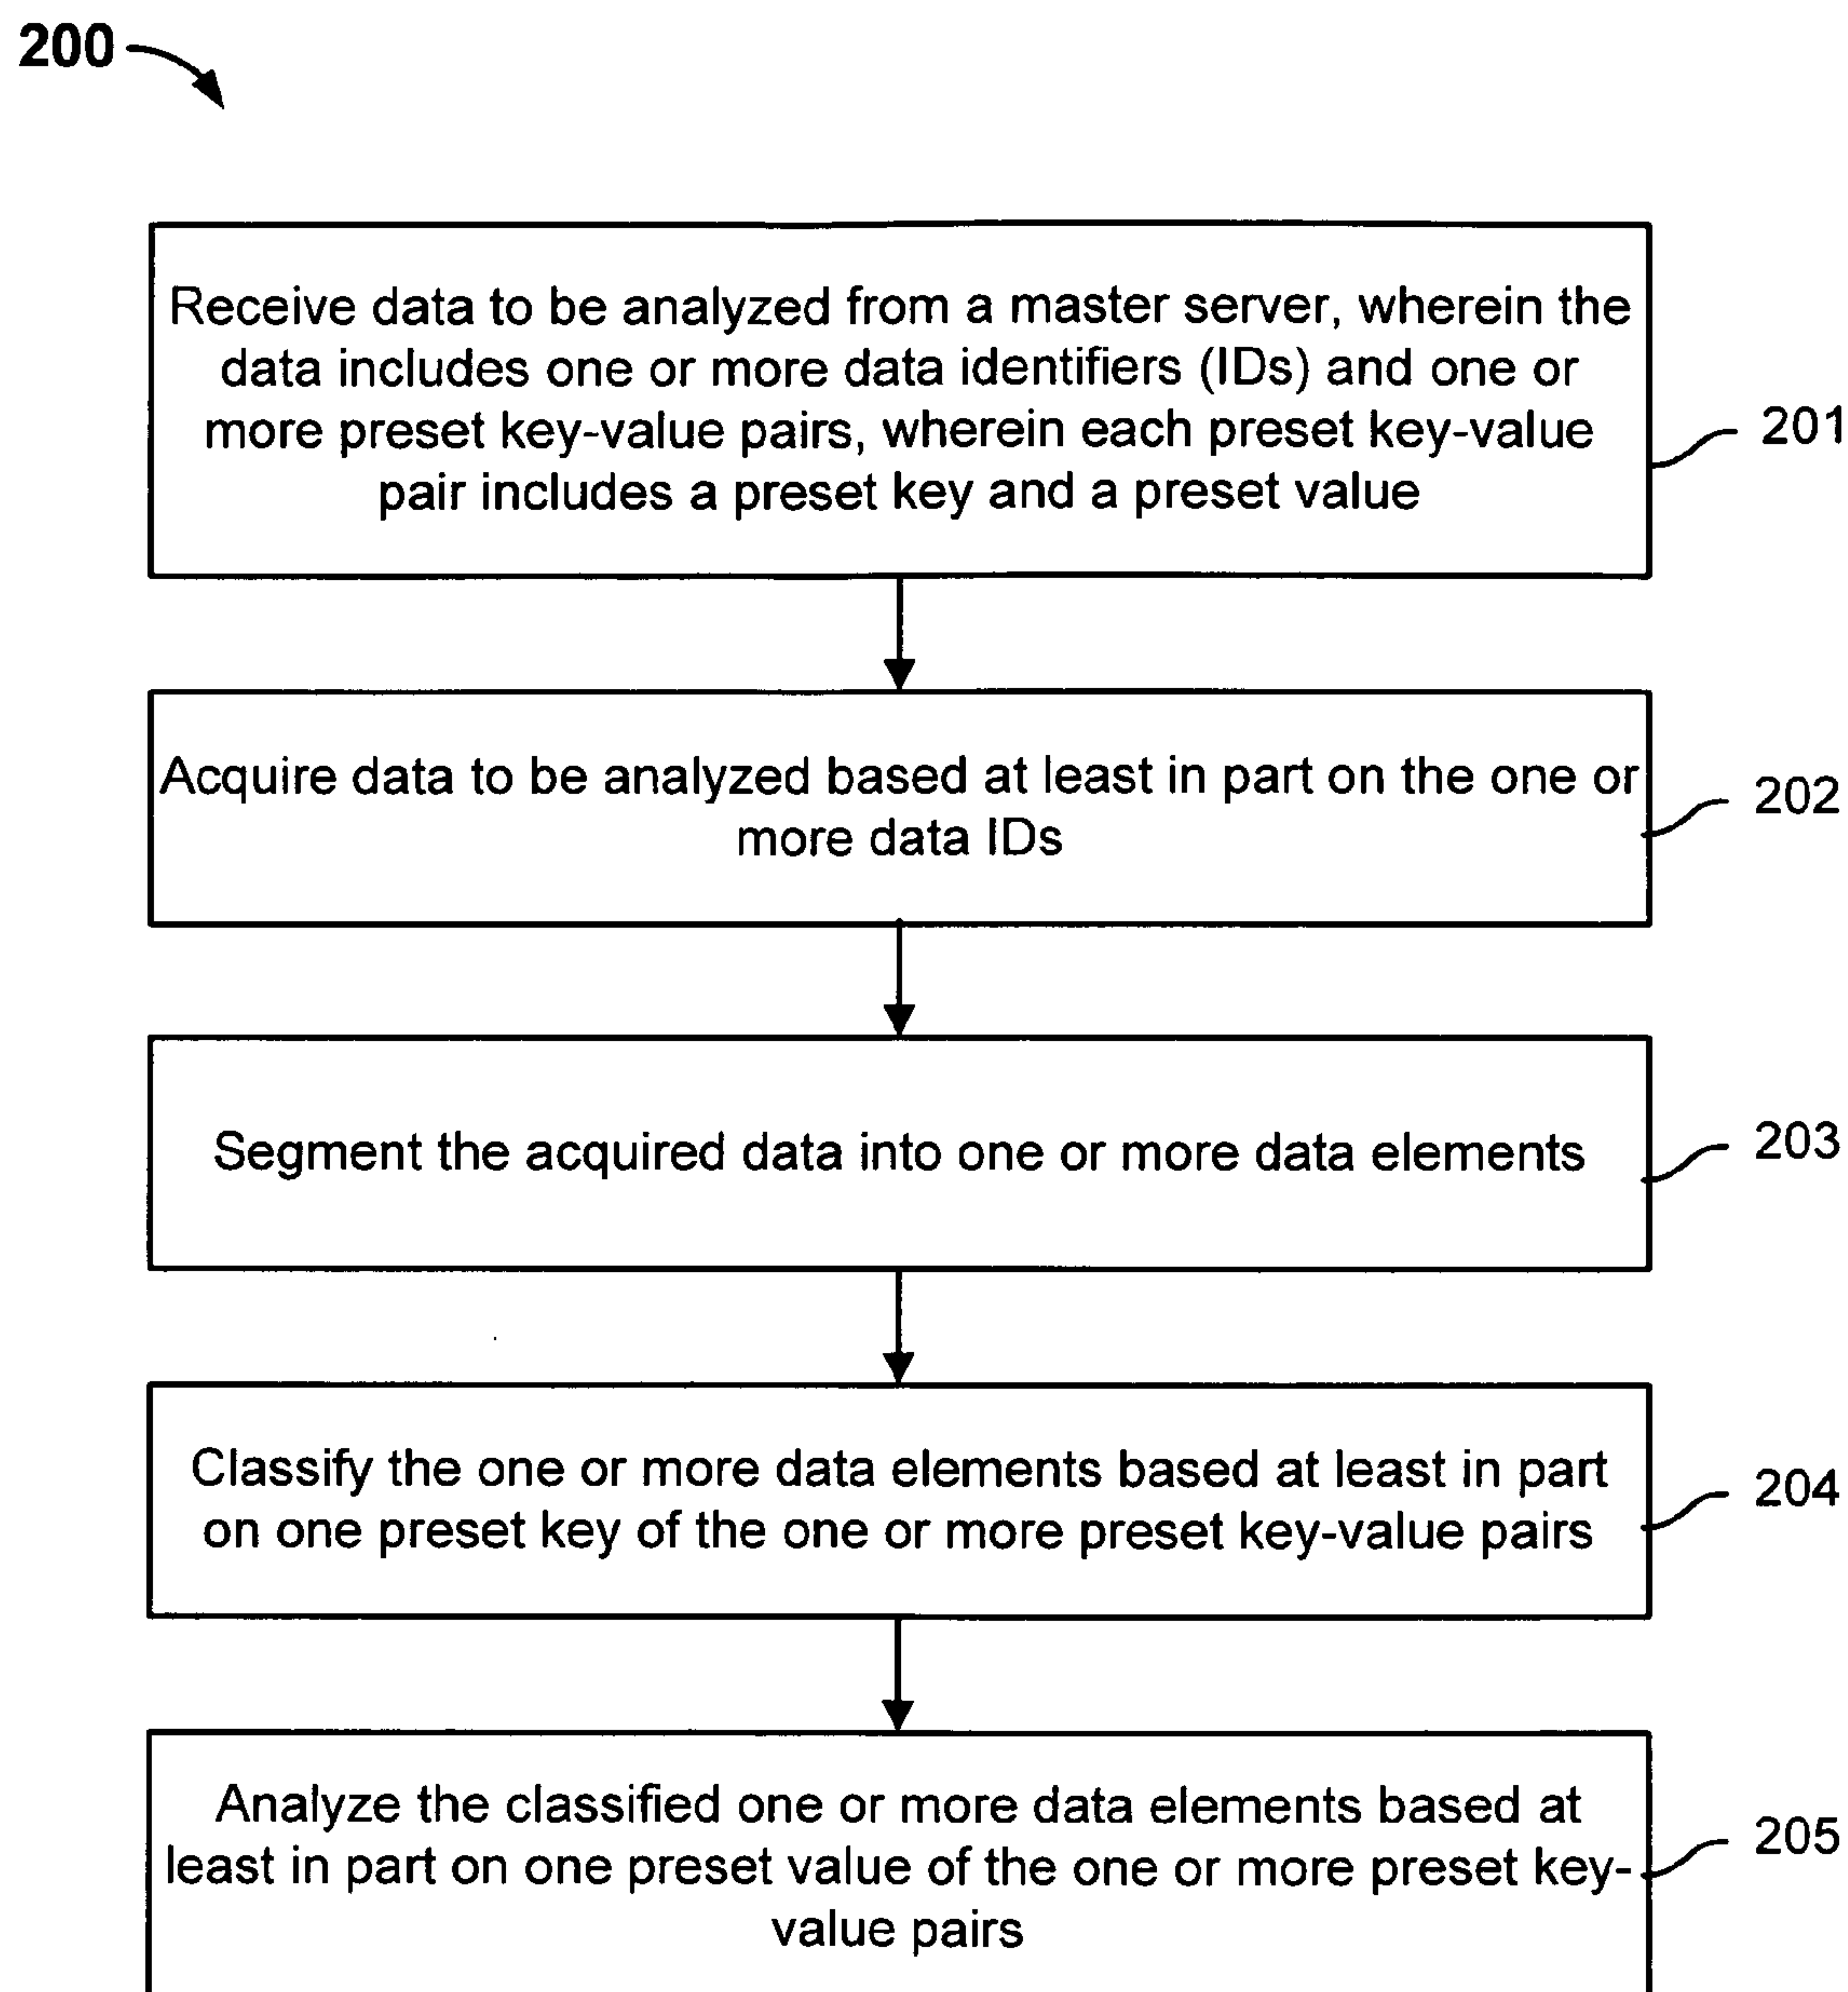 200
Receive data to be analyzed from a master server, wherein the
data includes one or more data identifiers (IDs) and one or
more preset key-value pairs, wherein each preset key-value
pair includes a preset key and a preset value
201
Acquire data to be analyzed based at least in part on the one or
more data IDs
202
Segment the acquired data into one or more data elements
203
Classify the one or more data elements based at least in part
on one preset key of the one or more preset key-value pairs
204
Analyze the classified one or more data elements based at
least in part on one preset value of the one or more preset key-
value pairs
205